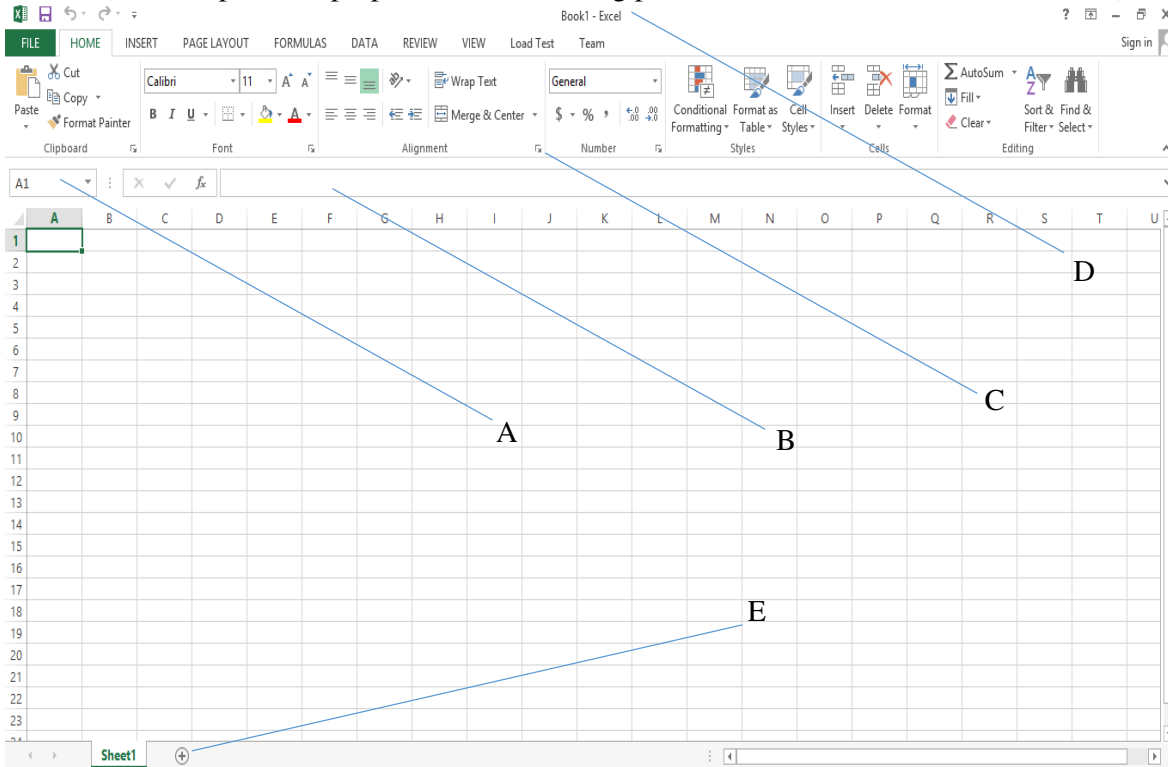 Book1 - Excel
FILE HOME INSERT PAGE LAYOUT FORMULAS DATA REVIEW VIEW Load Test Team Sign in
Cut
Copy
Format Painter
Paste
Clipboard
Calibri 11
B I U
Font
Wrap Text
Merge & Center
Alignment
General
$ % ,
Number
Conditional Formatting
Format as Table
Cell Styles
Styles
Insert Delete Format
Cells
AutoSum
Fill
Clear
Sort & Filter
Find & Select
Editing
A1 fx
A B C D E F G H I J K L M N O P Q R S T U
1
2
3
4
5
6
7
8
9
10
11
12
13
14
15
16
17
18
19
20
21
22
23
D
C
A
B
E
Sheet1